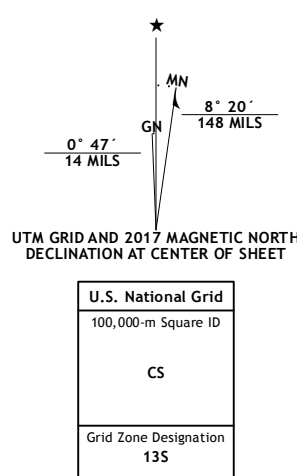 ★
MN
GN
8° 20´
148 MILS
0° 47´
14 MILS
UTM GRID AND 2017 MAGNETIC NORTH
DECLINATION AT CENTER OF SHEET
U.S. National Grid
100,000-m Square ID
CS
Grid Zone Designation
13S